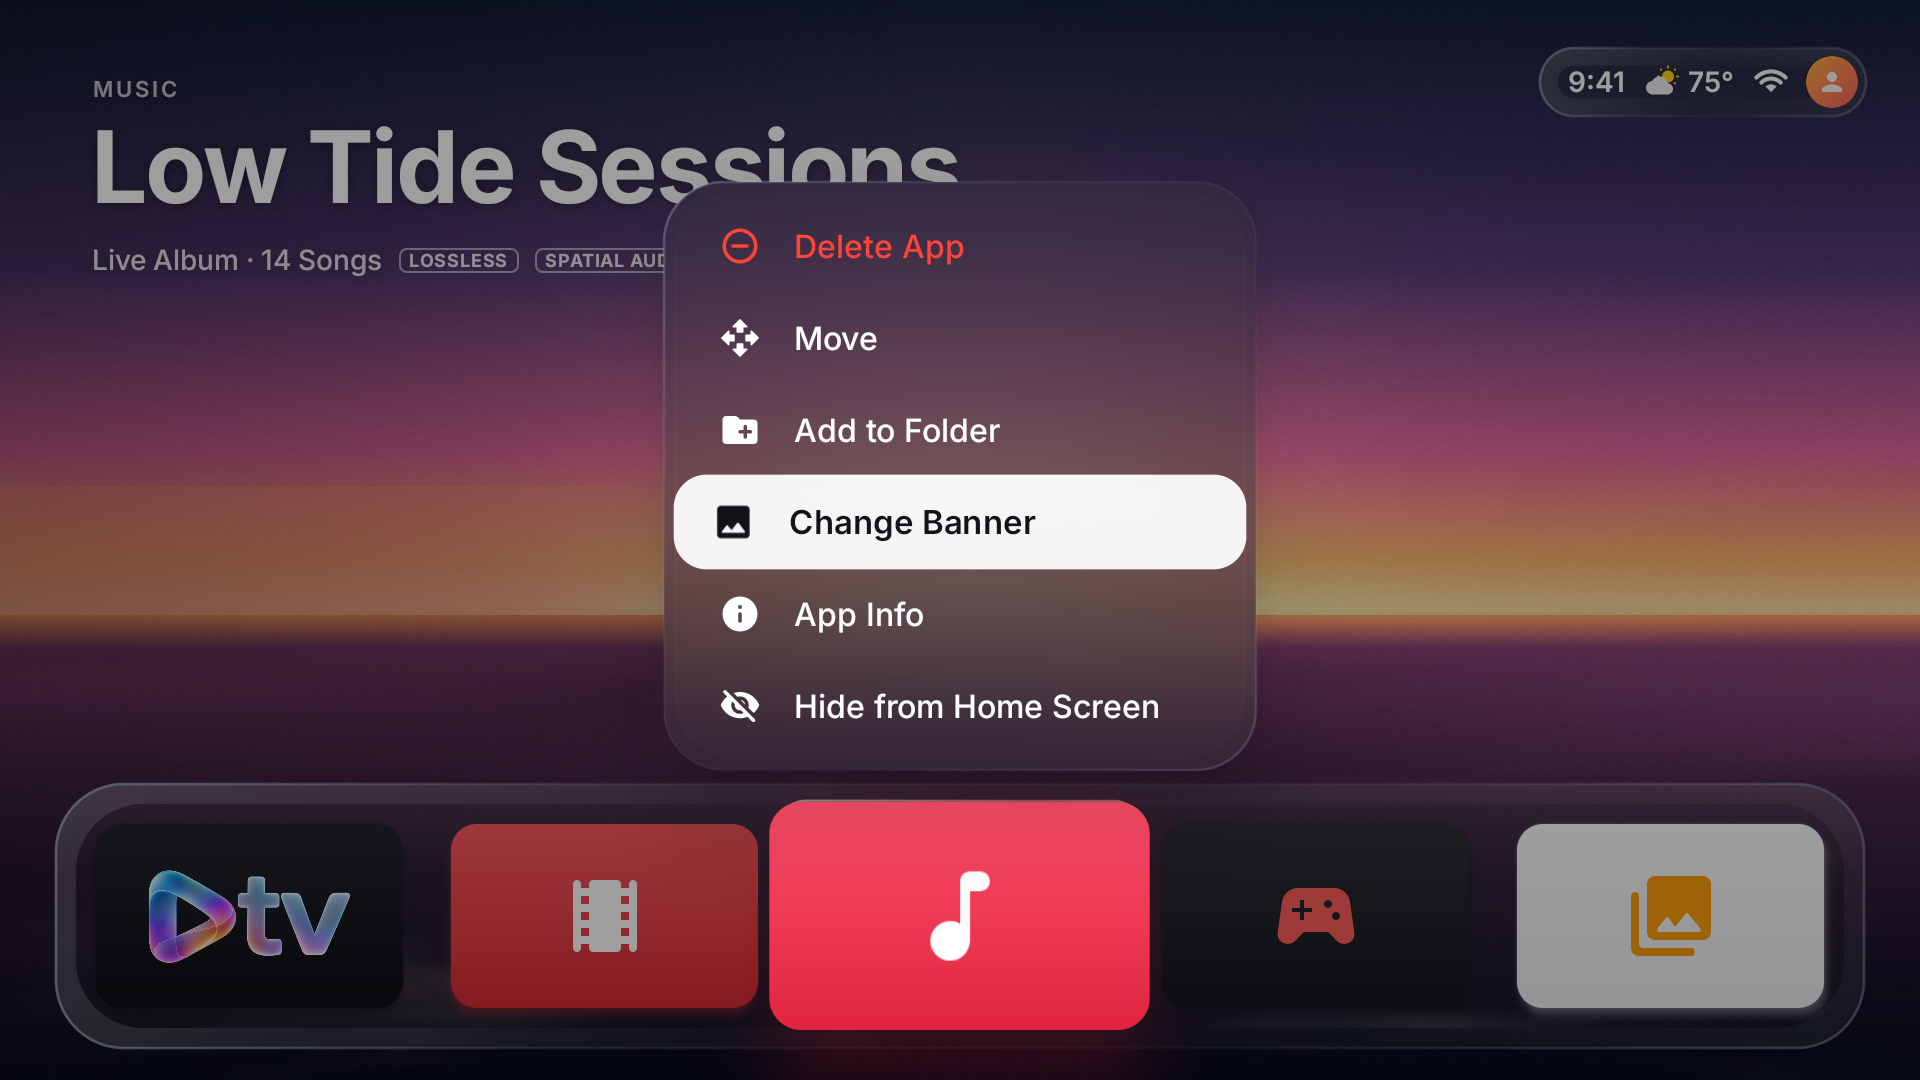 MUSIC
9:41 75°
Low Tide Sessions
Live Album · 14 Songs LOSSLESS SPATIAL
Delete App
Move
Add to Folder
Change Banner
App Info
Hide from Home Screen
tv